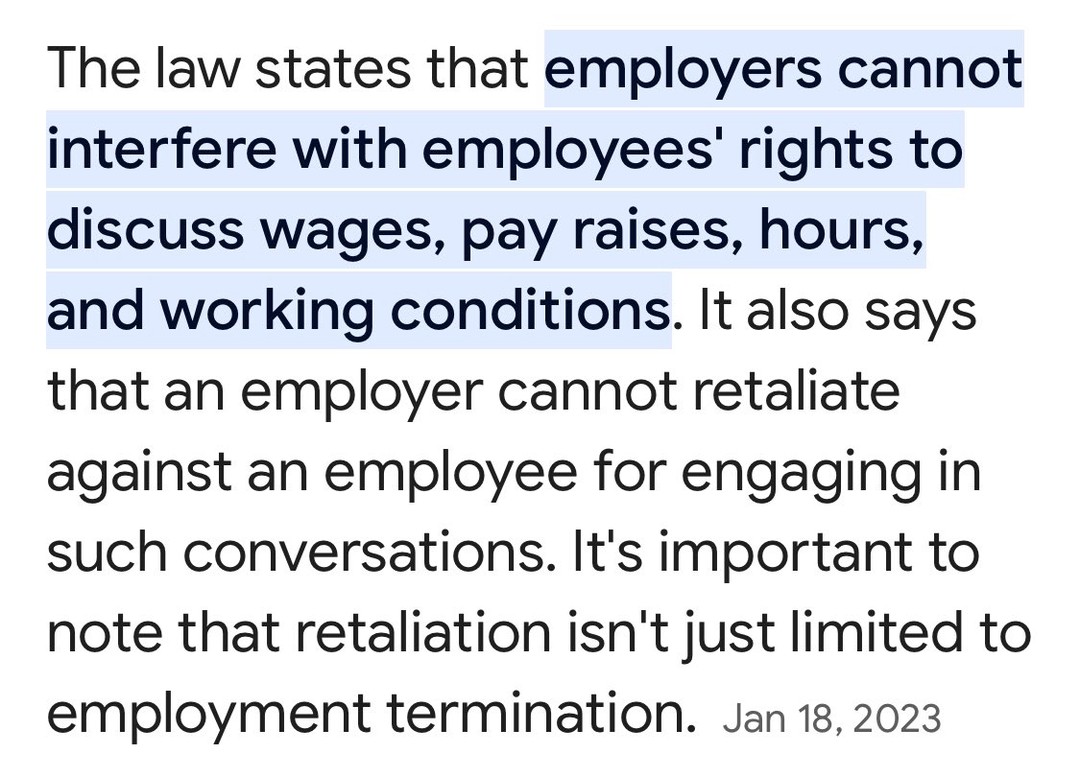 The law states that employers cannot
interfere with employees' rights to
discuss wages, pay raises, hours,
and working conditions. It also says
that an employer cannot retaliate
against an employee for engaging in
such conversations. It's important to
note that retaliation isn't just limited to
employment termination. Jan 18, 2023